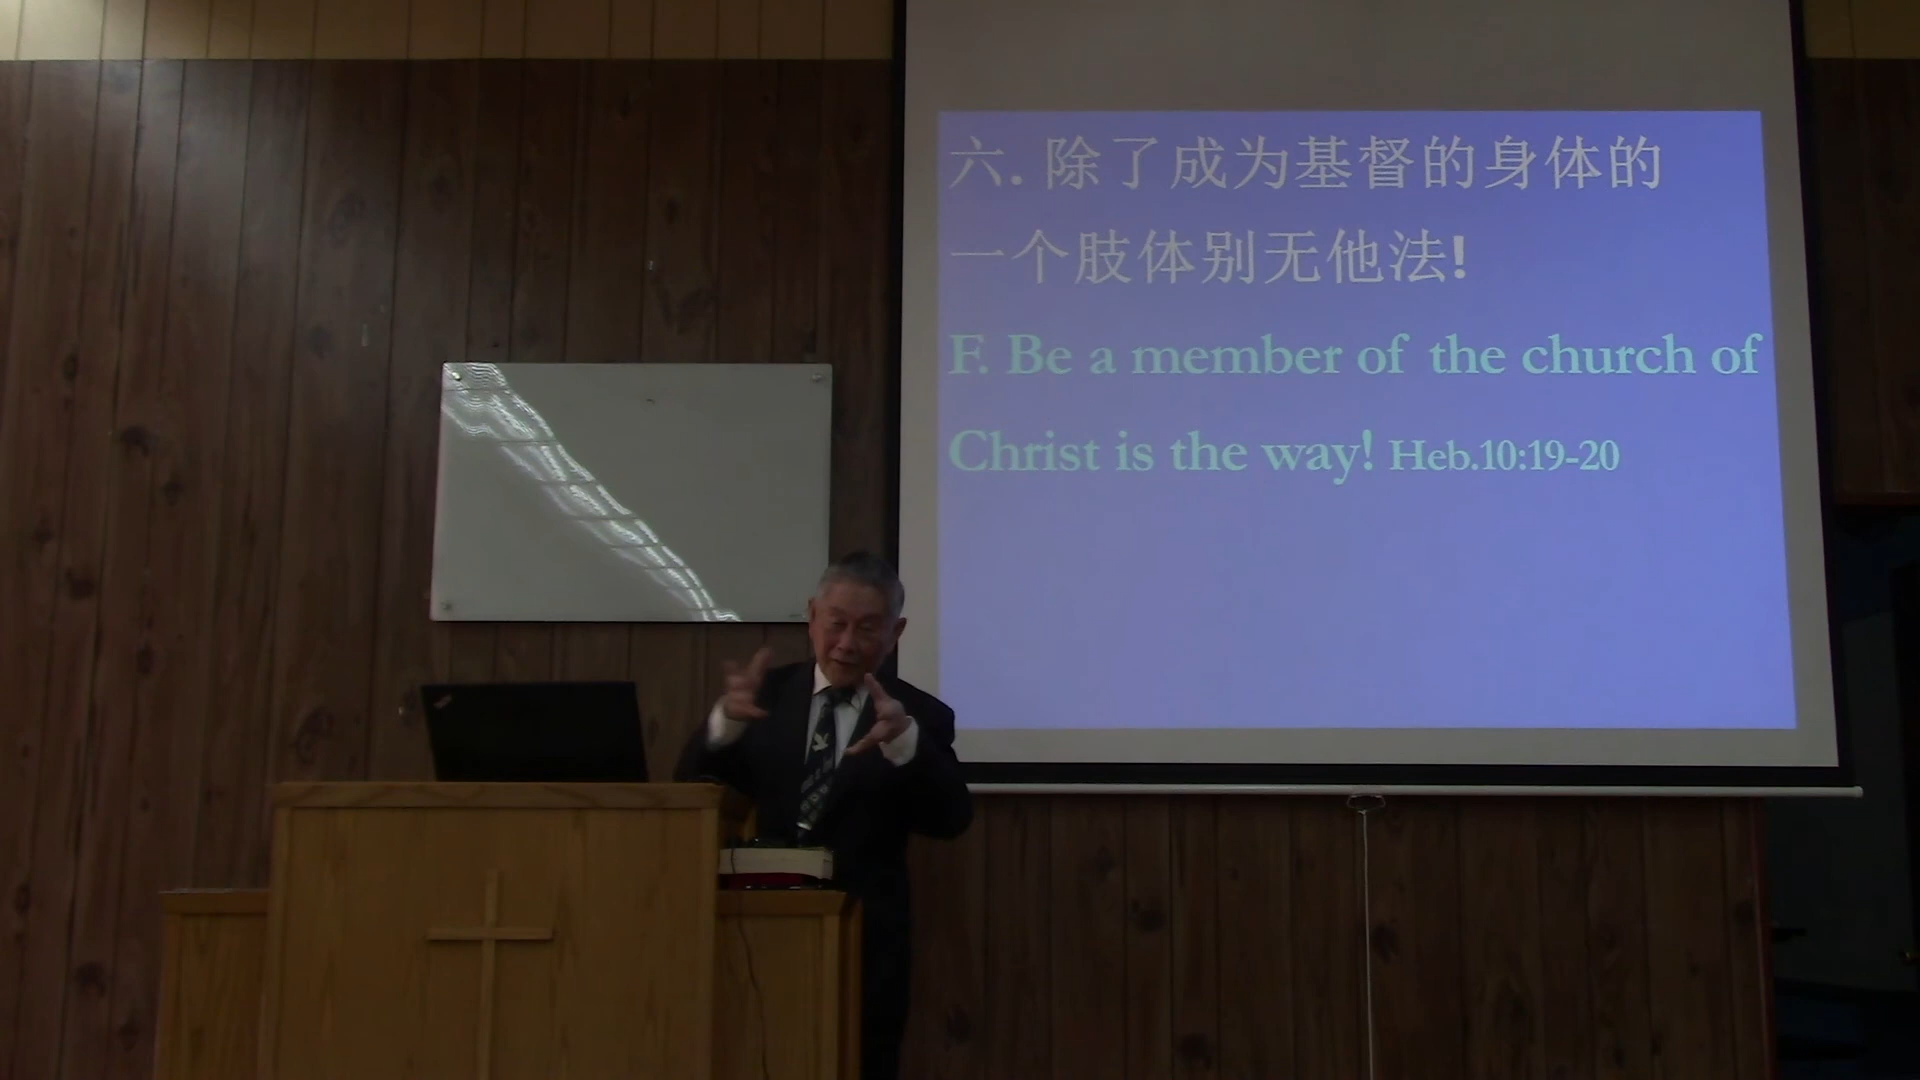 六. 除了成为基督的身体的
一个肢体别无他法!
F. Be a member of the church of
Christ is the way! Heb.10:19-20